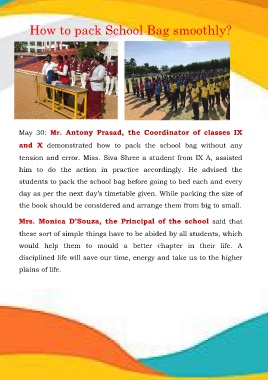 How to pack School Bag smoothly?
May 30: Mr. Antony Prasad, the Coordinator of classes IX
and X demonstrated how to pack the school bag without any
tension and error. Miss. Siva Shree a student from IX A, assisted
him to do the action in practice accordingly. He advised the
students to pack the school bag before going to bed each and every
day as per the next day's timetable given. While packing the size of
the book should be considered and arrange them from big to small.
Mrs. Monica D'Souza, the Principal of the school said that
these sort of simple things have to be abided by all students, which
would help them to mould a better chapter in their life. A
disciplined life will save our time, energy and take us to the higher
plains of life.